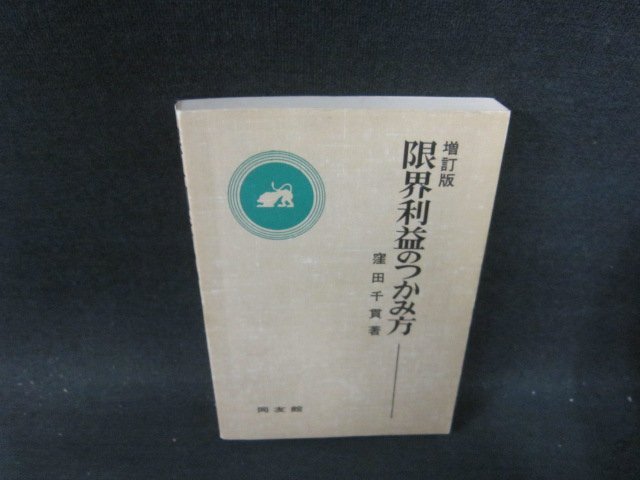 増訂版
限界利益のつかみ方
窪田千貫著
同友館